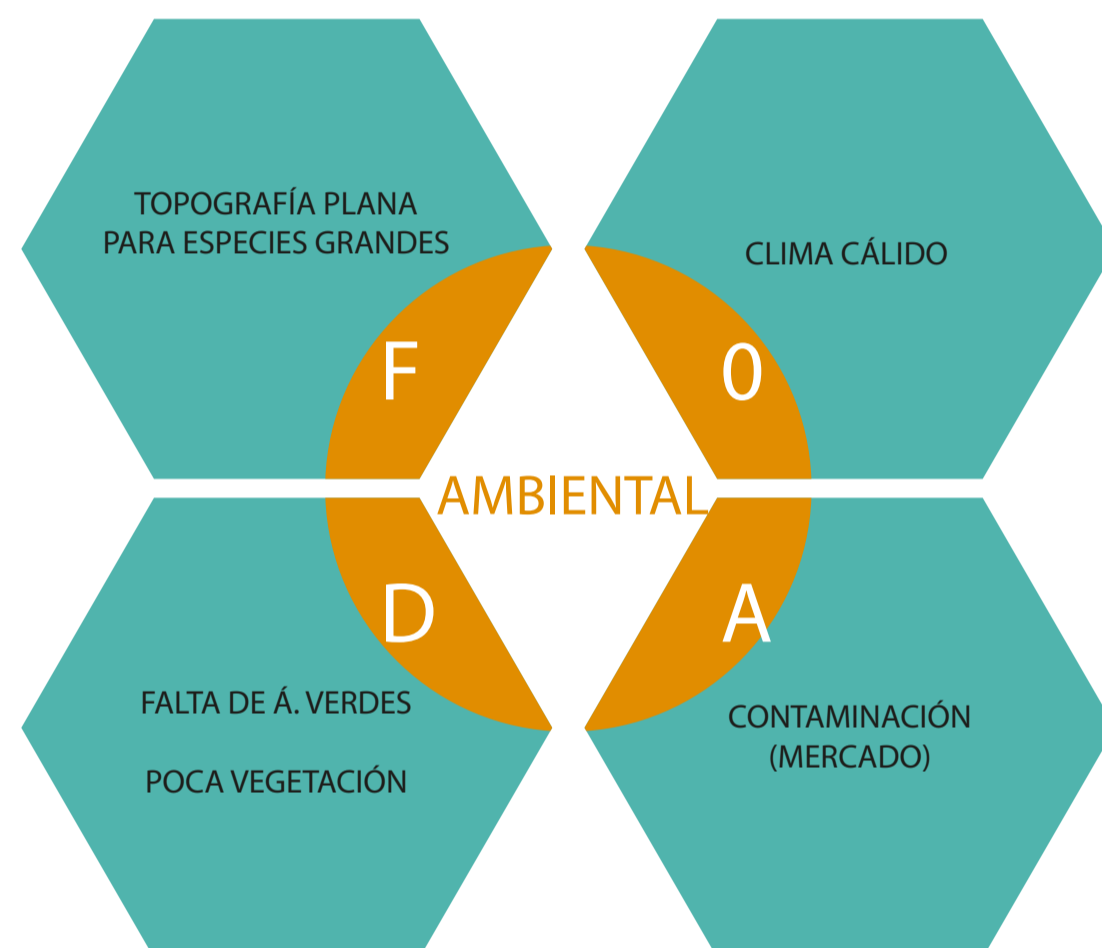 TOPOGRAFÍA PLANA
PARA ESPECIES GRANDES
F
CLIMA CÁLIDO
0
AMBIENTAL
D
FALTA DE Á. VERDES
POCA VEGETACIÓN
A
CONTAMINACIÓN
(MERCADO)